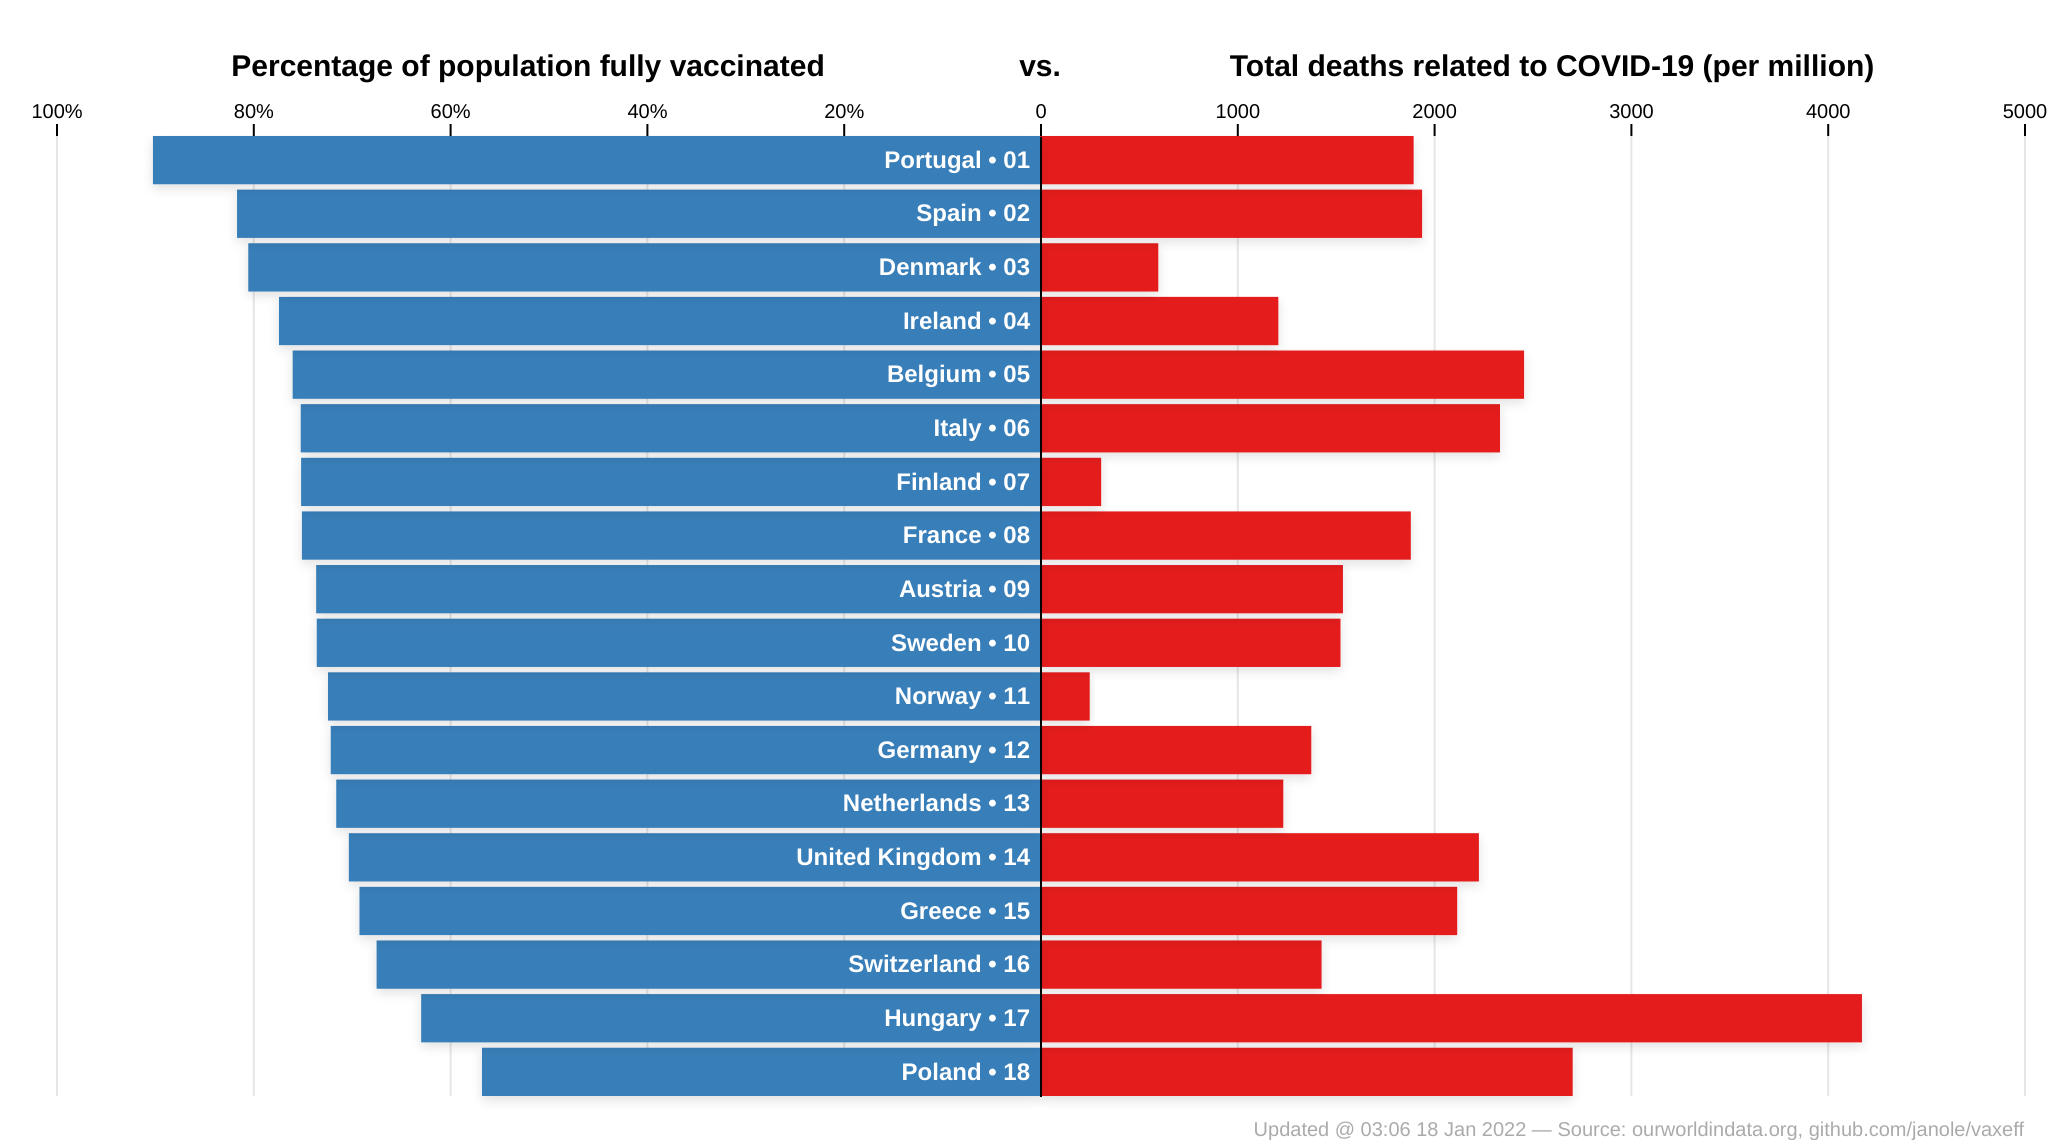 Percentage of population fully vaccinated vs. Total deaths related to COVID-19 (per million)
100% 80% 60% 40% 20% 0 1000 2000 3000 4000 5000
Portugal • 01
Spain • 02
Denmark • 03
Ireland • 04
Belgium • 05
Italy • 06
Finland • 07
France • 08
Austria • 09
Sweden • 10
Norway • 11
Germany • 12
Netherlands • 13
United Kingdom • 14
Greece • 15
Switzerland • 16
Hungary • 17
Poland • 18
Updated @ 03:06 18 Jan 2022 — Source: ourworldindata.org, github.com/janole/vaxeff